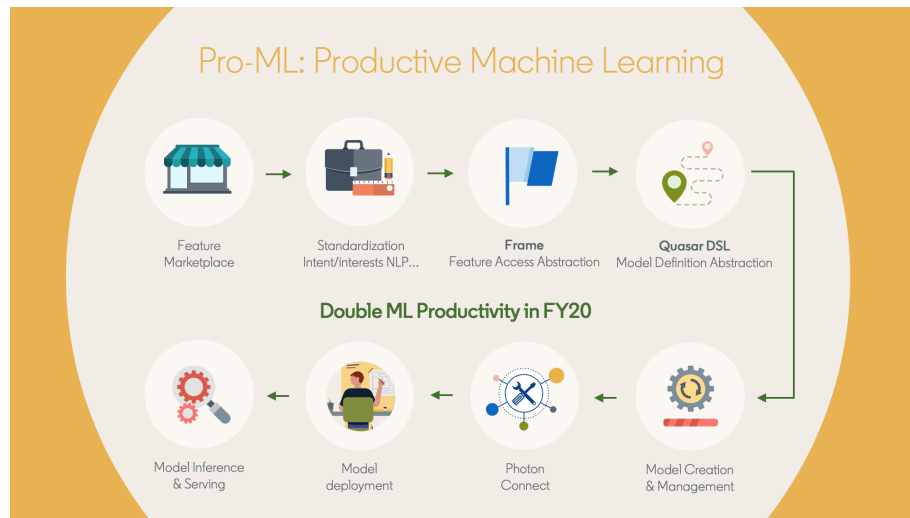 Pro-ML: Productive Machine Learning
Feature
Marketplace
Standardization
Intent/interests NLP...
Frame
Feature Access Abstraction
Quasar DSL
Model Definition Abstraction
Double ML Productivity in FY20
Model Inference
& Serving
Model
deployment
Photon
Connect
Model Creation
& Management